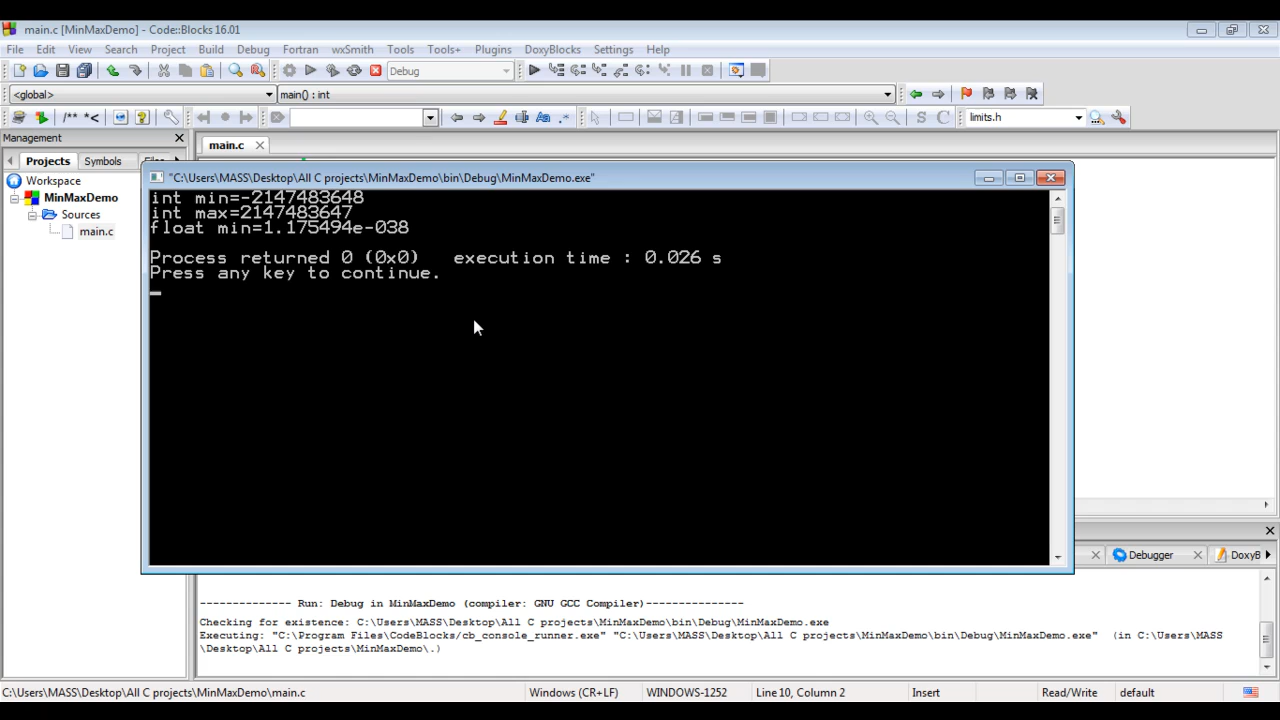 main.c [MinMaxDemo] - Code::Blocks 16.01
File Edit View Search Project Build Debug Fortran wxSmith Tools Tools+ Plugins DoxyBlocks Settings Help
Debug
<global> main() : int
/** *< Aa .* S C limits.h
Management
main.c
Projects Symbols Files
Workspace
MinMaxDemo
Sources
main.c
"C:\Users\MASS\Desktop\All C projects\MinMaxDemo\bin\Debug\MinMaxDemo.exe"
int min=-2147483648
int max=2147483647
float min=1.175494e-038
Process returned 0 (0x0)   execution time : 0.026 s
Press any key to continue.
Debugger DoxyB
-------------- Run: Debug in MinMaxDemo (compiler: GNU GCC Compiler)---------------
Checking for existence: C:\Users\MASS\Desktop\All C projects\MinMaxDemo\bin\Debug\MinMaxDemo.exe
Executing: "C:\Program Files\CodeBlocks/cb_console_runner.exe" "C:\Users\MASS\Desktop\All C projects\MinMaxDemo\bin\Debug\MinMaxDemo.exe"  (in C:\Users\MASS
\Desktop\All C projects\MinMaxDemo\.)
C:\Users\MASS\Desktop\All C projects\MinMaxDemo\main.c Windows (CR+LF) WINDOWS-1252 Line 10, Column 2 Insert Read/Write default